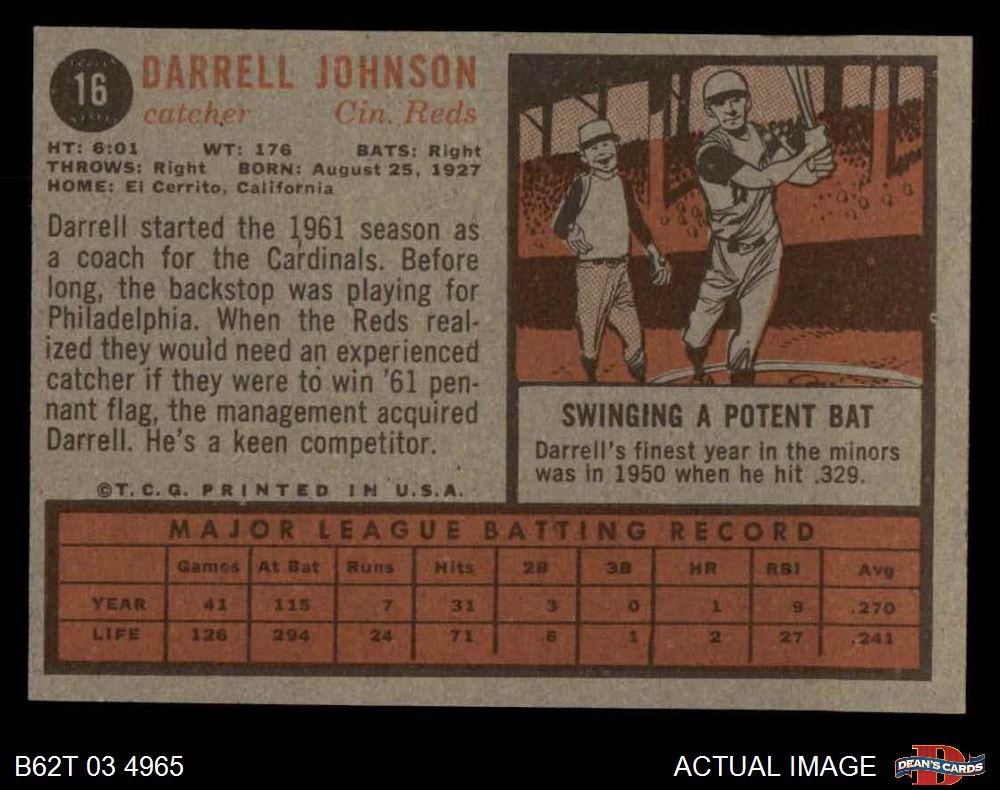 16
DARRELL JOHNSON
catcher Cin. Reds
HT: 6:01 WT: 176 BATS: Right
THROWS: Right BORN: August 25, 1927
HOME: El Cerrito, California
Darrell started the 1961 season as
a coach for the Cardinals. Before
long, the backstop was playing for
Philadelphia. When the Reds real-
ized they would need an experienced
catcher if they were to win '61 pen-
nant flag, the management acquired
Darrell. He's a keen competitor.
©T. C. G. PRINTED IN U.S.A.
SWINGING A POTENT BAT
Darrell's finest year in the minors
was in 1950 when he hit .329.
MAJOR LEAGUE BATTING RECORD
Games At Bat Runs Hits 2B 3B HR RBI Avg
YEAR 41 115 7 31 3 0 1 9 .270
LIFE 126 294 24 71 6 1 2 27 .241
B62T 03 4965
ACTUAL IMAGE
D
DEAN'S CARDS